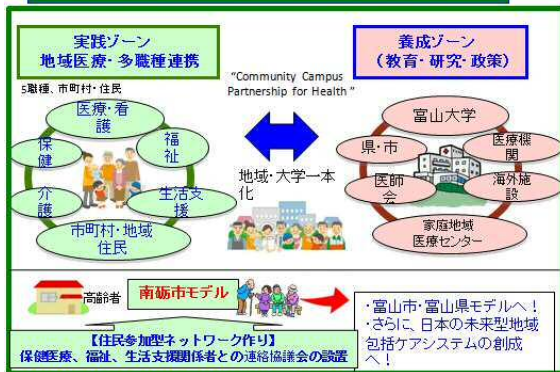 実践ゾーン
地域医療・多職種連携
養成ゾーン
（教育・研究・政策）
5職種、市町村・住民
"Community Campus
Partnership for Health"
医療・看
護
保
健
福
祉
介
護
生活支
援
市町村・地域
住民
地域・大学一本
化
富山大学
県・市
医療機
関
医師
会
海外施
設
家庭地域
医療センター
高齢者
南砺市モデル
【住民参加型ネットワーク作り】
保健医療、福祉、生活支援関係者との連絡協議会の設置
・富山市・富山県モデルへ！
・さらに、日本の未来型地域
包括ケアシステムの創成
へ！